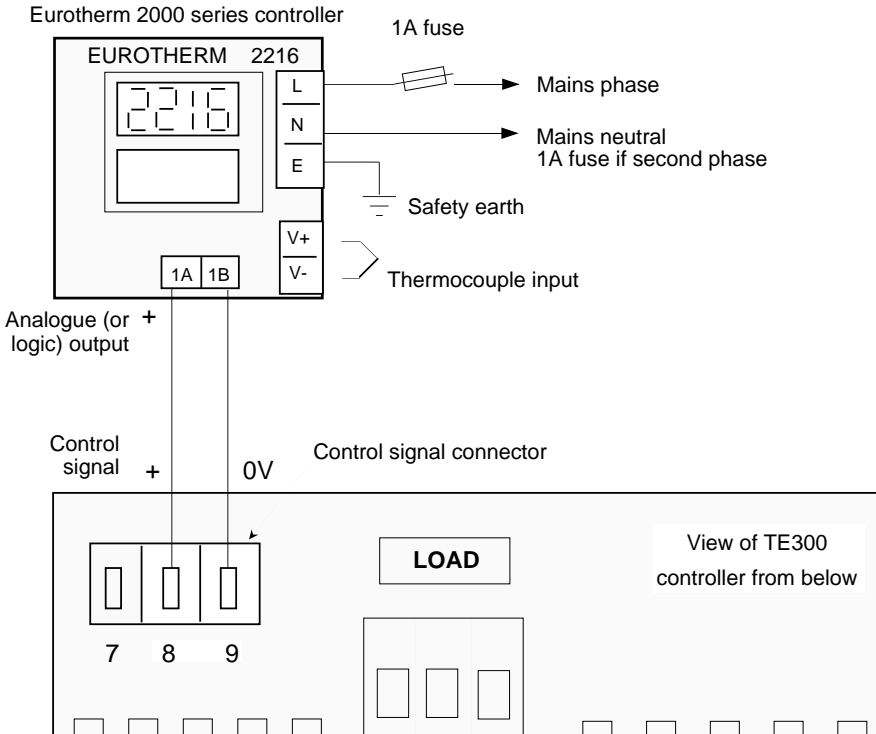 Eurotherm 2000 series controller
1A fuse
EUROTHERM 2216
L
2216
Mains phase
N
Mains neutral
1A fuse if second phase
E
Safety earth
V+
V-
Thermocouple input
1A 1B
Analogue (or +
logic) output
Control
signal + 0V
Control signal connector
LOAD
View of TE300
controller from below
7 8 9